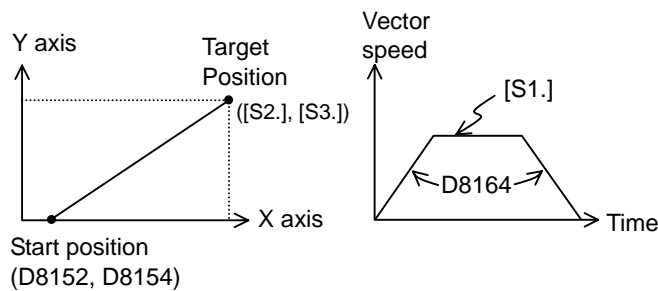 Y axis
Target
Position
([S2.], [S3.])
X axis
Start position
(D8152, D8154)
Vector
speed
[S1.]
D8164
Time